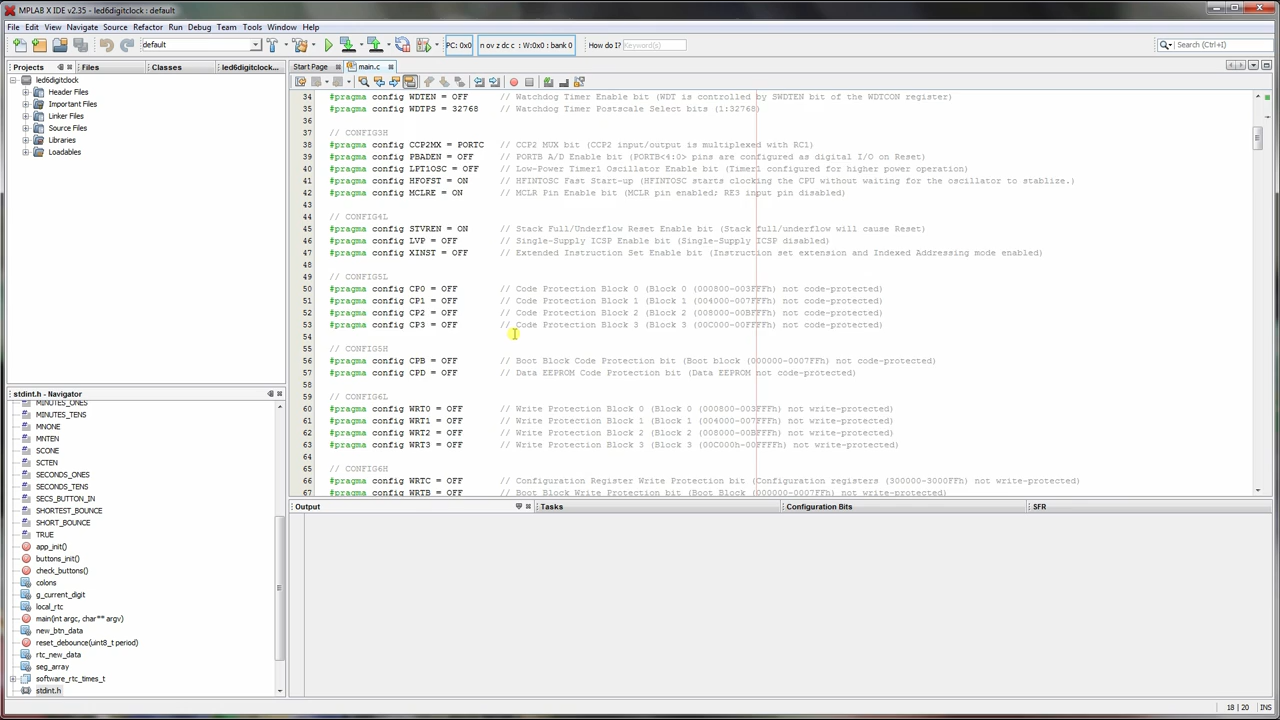 MPLAB X IDE v2.35 - led6digitclock : default
File Edit View Navigate Source Refactor Run Debug Team Tools Window Help
default PC: 0x0 n ov z dc c : W:0x0 : bank 0 How do I? (Keyword(s)) Search (Ctrl+I)
Projects Files Classes led6digitclock... Start Page main.c
led6digitclock
Header Files
Important Files
Linker Files
Source Files
Libraries
Loadables
34 #pragma config WDTEN = OFF // Watchdog Timer Enable bit (WDT is controlled by SWDTEN bit of the WDTCON register)
35 #pragma config WDTPS = 32768 // Watchdog Timer Postscale Select bits (1:32768)
36
37 // CONFIG3H
38 #pragma config CCP2MX = PORTC // CCP2 MUX bit (CCP2 input/output is multiplexed with RC1)
39 #pragma config PBADEN = OFF // PORTB A/D Enable bit (PORTB<4:0> pins are configured as digital I/O on Reset)
40 #pragma config LPT1OSC = OFF // Low-Power Timer1 Oscillator Enable bit (Timer1 configured for higher power operation)
41 #pragma config HFOFST = ON // HFINTOSC Fast Start-up (HFINTOSC starts clocking the CPU without waiting for the oscillator to stablize.)
42 #pragma config MCLRE = ON // MCLR Pin Enable bit (MCLR pin enabled; RE3 input pin disabled)
43
44 // CONFIG4L
45 #pragma config STVREN = ON // Stack Full/Underflow Reset Enable bit (Stack full/underflow will cause Reset)
46 #pragma config LVP = OFF // Single-Supply ICSP Enable bit (Single-Supply ICSP disabled)
47 #pragma config XINST = OFF // Extended Instruction Set Enable bit (Instruction set extension and Indexed Addressing mode enabled)
48
49 // CONFIG5L
50 #pragma config CP0 = OFF // Code Protection Block 0 (Block 0 (000800-003FFFh) not code-protected)
51 #pragma config CP1 = OFF // Code Protection Block 1 (Block 1 (004000-007FFFh) not code-protected)
52 #pragma config CP2 = OFF // Code Protection Block 2 (Block 2 (008000-00BFFFh) not code-protected)
53 #pragma config CP3 = OFF // Code Protection Block 3 (Block 3 (00C000-00FFFFh) not code-protected)
54
55 // CONFIG5H
56 #pragma config CPB = OFF // Boot Block Code Protection bit (Boot block (000000-0007FFh) not code-protected)
57 #pragma config CPD = OFF // Data EEPROM Code Protection bit (Data EEPROM not code-protected)
58
59 // CONFIG6L
60 #pragma config WRT0 = OFF // Write Protection Block 0 (Block 0 (000800-003FFFh) not write-protected)
61 #pragma config WRT1 = OFF // Write Protection Block 1 (Block 1 (004000-007FFFh) not write-protected)
62 #pragma config WRT2 = OFF // Write Protection Block 2 (Block 2 (008000-00BFFFh) not write-protected)
63 #pragma config WRT3 = OFF // Write Protection Block 3 (Block 3 (00C000h-00FFFFh) not write-protected)
64
65 // CONFIG6H
66 #pragma config WRTC = OFF // Configuration Register Write Protection bit (Configuration registers (300000-3000FFh) not write-protected)
67 #pragma config WRTB = OFF // Boot Block Write Protection bit (Boot Block (000000-0007FFh) not write-protected)
stdint.h - Navigator
MINUTES_ONES
MINUTES_TENS
MNONE
MNTEN
SCONE
SCTEN
SECONDS_ONES
SECONDS_TENS
SECS_BUTTON_IN
SHORTEST_BOUNCE
SHORT_BOUNCE
TRUE
app_init()
buttons_init()
check_buttons()
colons
g_current_digit
local_rtc
main(int argc, char** argv)
new_btn_data
reset_debounce(uint8_t period)
rtc_new_data
seg_array
software_rtc_times_t
stdint.h
Output Tasks Configuration Bits SFR
18 | 20 INS